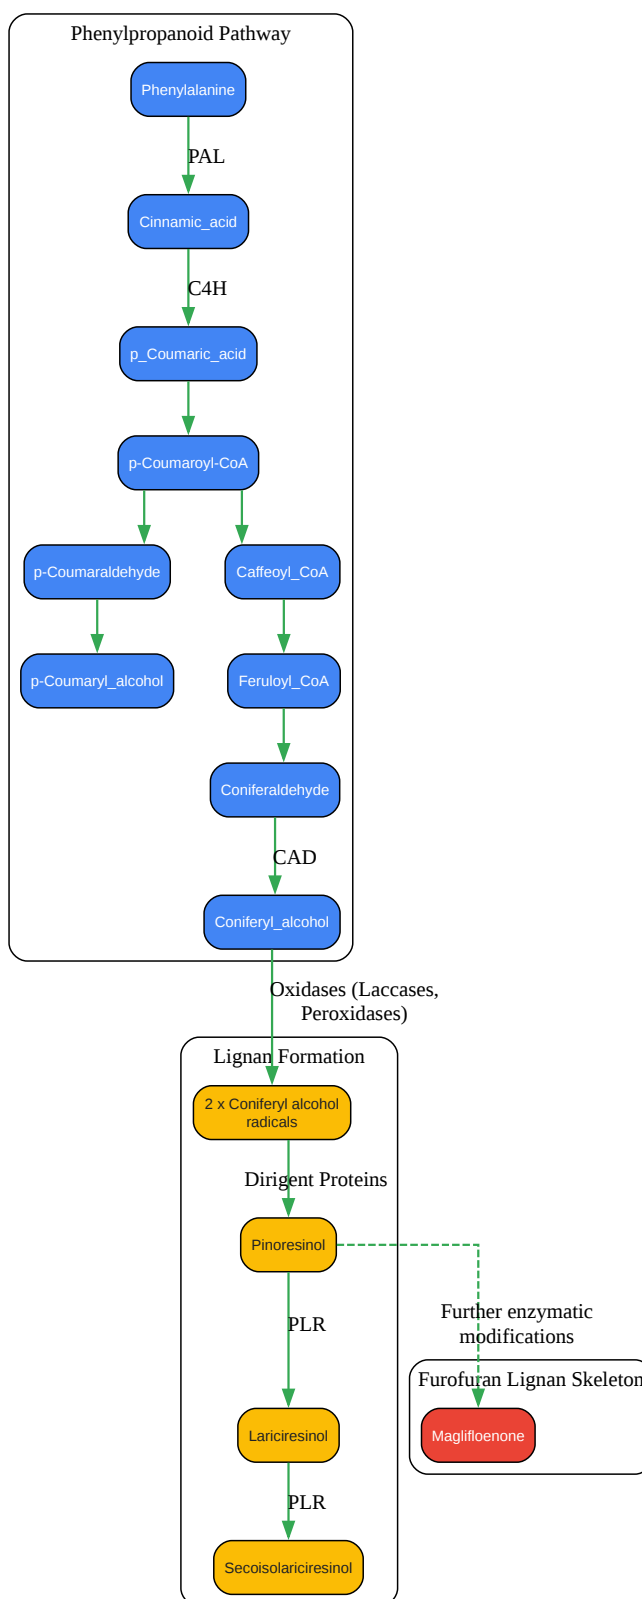 Phenylpropanoid Pathway
Phenylalanine
PAL
Cinnamic_acid
C4H
p_Coumaric_acid
p-Coumaroyl-CoA
p-Coumaraldehyde
Caffeoyl_CoA
p-Coumaryl_alcohol
Feruloyl_CoA
Coniferaldehyde
CAD
Coniferyl_alcohol
Oxidases (Laccases,
Peroxidases)
Lignan Formation
2 x Coniferyl alcohol
radicals
Dirigent Proteins
Pinoresinol
Further enzymatic
modifications
PLR
Furofuran Lignan Skeleton
Lariciresinol
Maglifloenone
PLR
Secoisolariciresinol